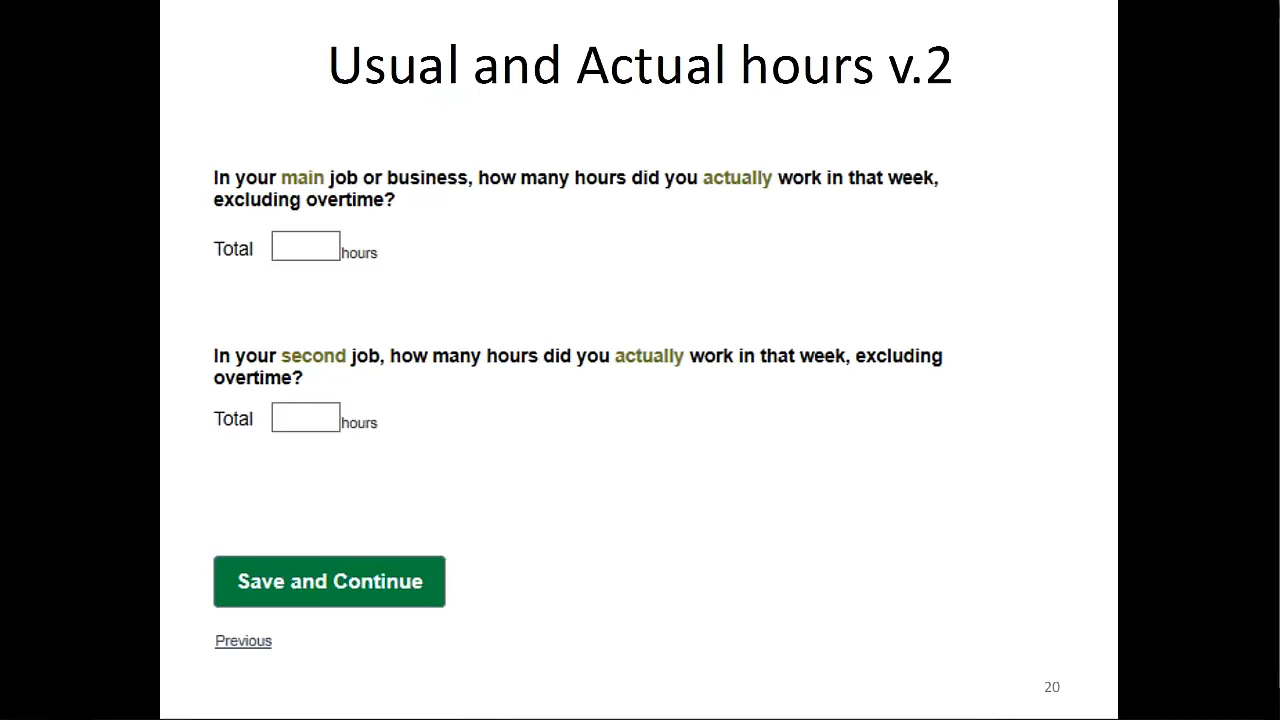 Usual and Actual hours v.2
In your main job or business, how many hours did you actually work in that week,
excluding overtime?
Total hours
In your second job, how many hours did you actually work in that week, excluding
overtime?
Total hours
Save and Continue
Previous
20